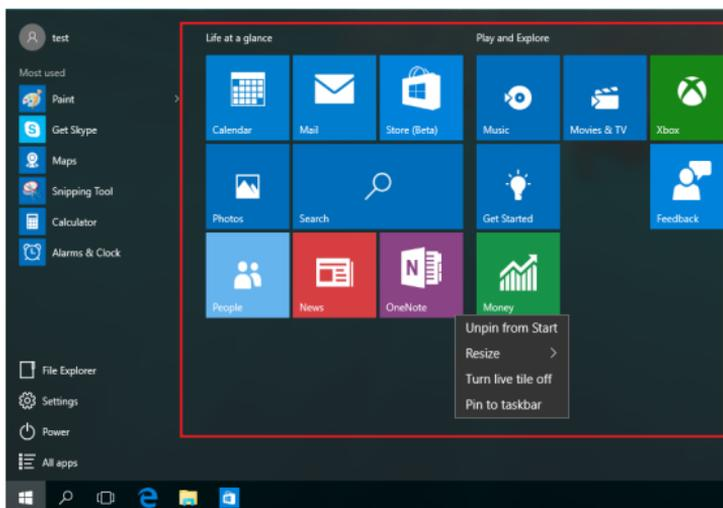 test
Most used
Paint
Get Skype
Maps
Snipping Tool
Calculator
Alarms & Clock
File Explorer
Settings
Power
All apps
Life at a glance
Calendar
Mail
Store (Beta)
Photos
Search
People
News
OneNote
Play and Explore
Music
Movies & TV
Xbox
Get Started
Feedback
Money
Unpin from Start
Resize
Turn live tile off
Pin to taskbar